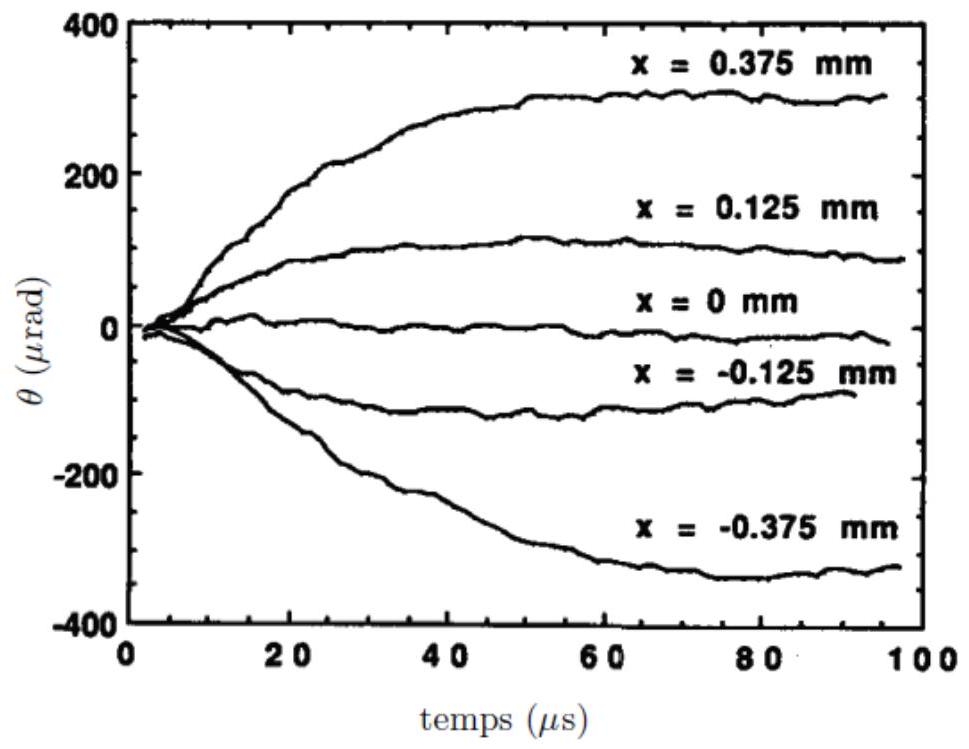 400
x = 0.375 mm
200
x = 0.125 mm
x = 0 mm
0
x = -0.125 mm
θ (μrad)
-200
x = -0.375 mm
-400
0 20 40 60 80 100
temps (μs)